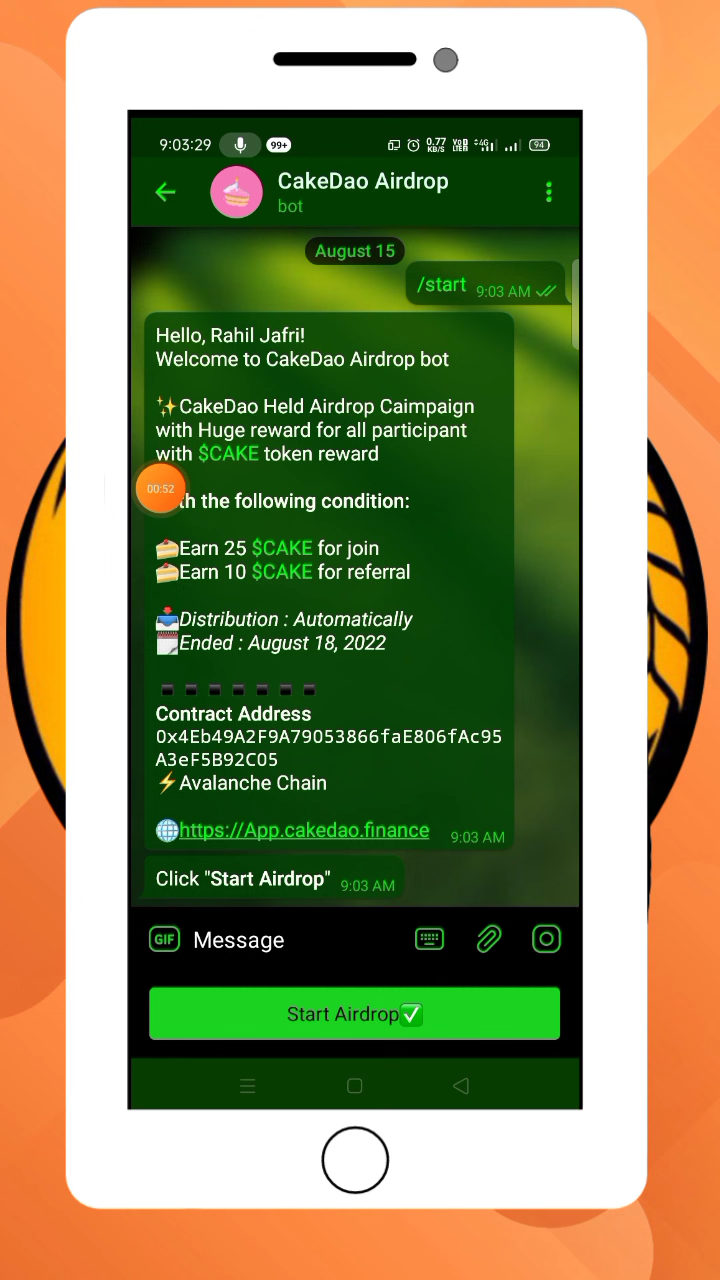 9:03:29 99+ 0.77 KB/S VoD LTER 4G 94
CakeDao Airdrop
bot
August 15
/start 9:03 AM
Hello, Rahil Jafri!
Welcome to CakeDao Airdrop bot
✨CakeDao Held Airdrop Caimpaign
with Huge reward for all participant
with $CAKE token reward
00:52 th the following condition:
🍰Earn 25 $CAKE for join
🍰Earn 10 $CAKE for referral
📥Distribution : Automatically
🗓Ended : August 18, 2022
▪️▪️▪️▪️▪️▪️▪️
Contract Address
0x4Eb49A2F9A79053866faE806fAc95
A3eF5B92C05
⚡Avalanche Chain
🌐https://App.cakedao.finance 9:03 AM
Click "Start Airdrop" 9:03 AM
GIF Message
Start Airdrop✅